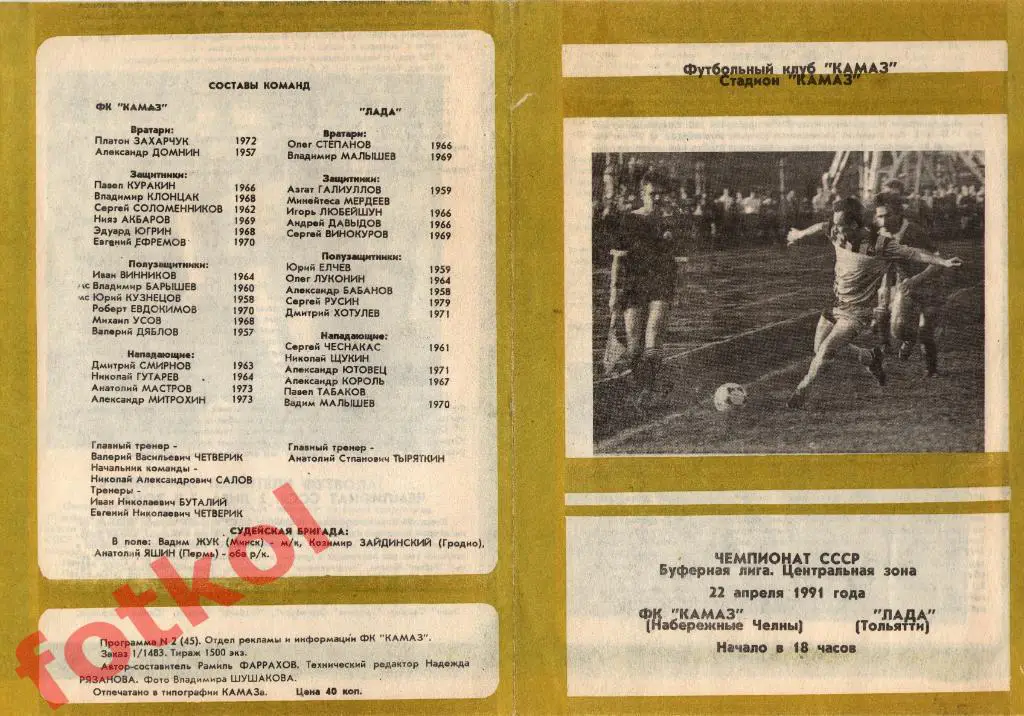 СОСТАВЫ КОМАНД
ФК "КАМАЗ"
Вратари:
Платон ЗАХАРЧУК 1972
Александр ДОМНИН 1957
Защитники:
Павел КУРАКИН 1966
Владимир КЛОНЦАК 1968
Сергей СОЛОМЕННИКОВ 1962
Нияз АКБАРОВ 1969
Эдуард ЮГРИН 1968
Евгений ЕФРЕМОВ 1970
Полузащитники:
Иван ВИННИКОВ 1964
мс Владимир БАРЫШЕВ 1960
мс Юрий КУЗНЕЦОВ 1958
Роберт ЕВДОКИМОВ 1970
Михаил УСОВ 1968
Валерий ДЯБЛОВ 1957
Нападающие:
Дмитрий СМИРНОВ 1963
Николай ГУТАРЕВ 1964
Анатолий МАСТРОВ 1973
Александр МИТРОХИН 1973
Главный тренер -
Валерий Васильевич ЧЕТВЕРИК
Начальник команды -
Николай Александрович САЛОВ
Тренеры -
Иван Николаевич БУТАЛИЙ
Евгений Николаевич ЧЕТВЕРИК
"ЛАДА"
Вратари:
Олег СТЕПАНОВ 1966
Владимир МАЛЫШЕВ 1969
Защитники:
Азгат ГАЛИУЛЛОВ 1959
Минейтеса МЕРДЕЕВ
Игорь ЛЮБЕЙШУН 1966
Андрей ДАВЫДОВ 1966
Сергей ВИНОКУРОВ 1969
Полузащитники:
Юрий ЕЛЧЕВ 1959
Олег ЛУКОНИН 1964
Александр БАБАНОВ 1958
Сергей РУСИН 1979
Дмитрий ХОТУЛЕВ 1971
Нападающие:
Сергей ЧЕСНАКАС 1961
Николай ЩУКИН
Александр ЮТОВЕЦ 1971
Александр КОРОЛЬ 1967
Павел ТАБАКОВ
Вадим МАЛЫШЕВ 1970
Главный тренер -
Анатолий Стпанович ТЫРЯТКИН
СУДЕЙСКАЯ БРИГАДА:
В поле: Вадим ЖУК (Минск) - м/к, Козимир ЗАЙДИНСКИЙ (Гродно),
Анатолий ЯШИН (Пермь) - оба р/к.
Программа N 2 (45). Отдел рекламы и информации ФК "КАМАЗ".
Заказ 1/1483. Тираж 1500 экз.
Автор-составитель Рамиль ФАРРАХОВ. Технический редактор Надежда
РЯЗАНОВА. Фото Владимира ШУШАКОВА.
Отпечатано в типографии КАМАЗа. Цена 40 коп.
fotkol
Футбольный клуб "КАМАЗ"
Стадион "КАМАЗ"
ЧЕМПИОНАТ СССР
Буферная лига. Центральная зона
22 апреля 1991 года
ФК "КАМАЗ" "ЛАДА"
(Набережные Челны) (Тольятти)
Начало в 18 часов